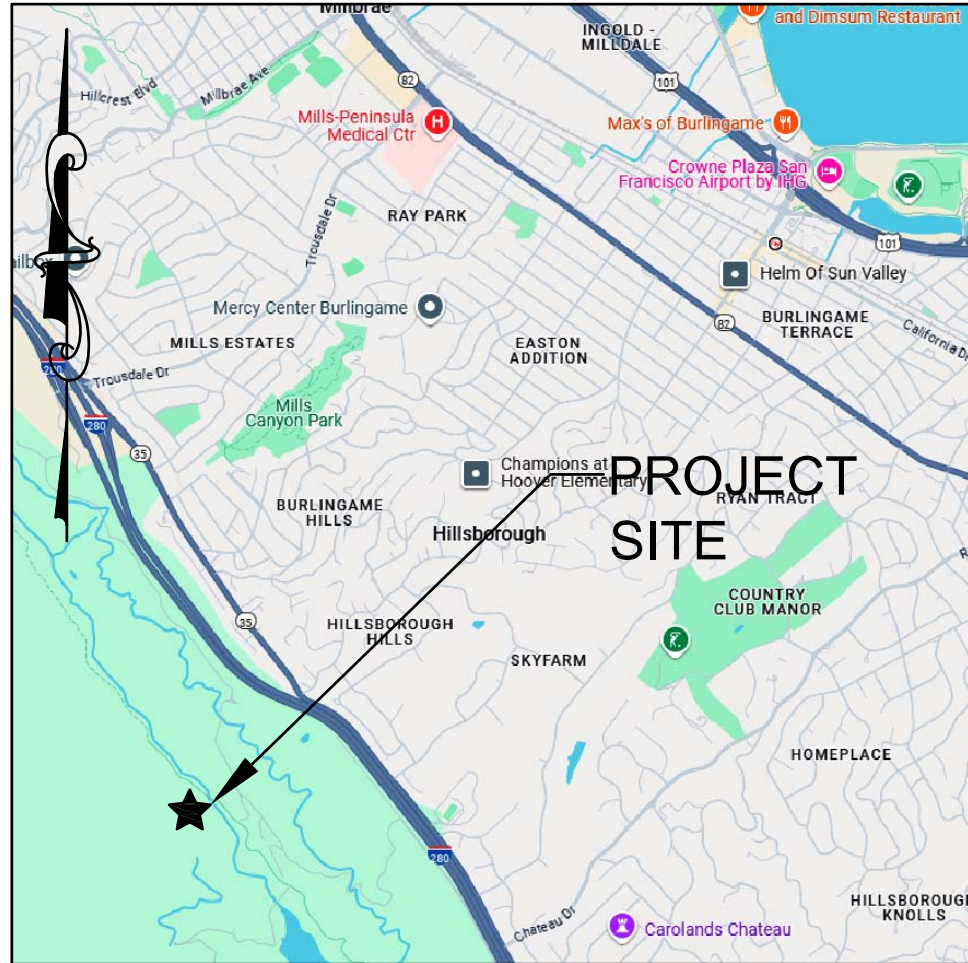 Millbrae
and Dimsum Restaurant
INGOLD -
MILLDALE
82
101
Hillcrest Blvd
Millbrae Ave
Mills-Peninsula
Medical Ctr
H
Max's of Burlingame
Crowne Plaza San
Francisco Airport by IHG
RAY PARK
Trousdale Dr
101
ailbox
Helm Of Sun Valley
Mercy Center Burlingame
BURLINGAME
TERRACE
82
California Dr
MILLS ESTATES
EASTON
ADDITION
280
Trousdale Dr
Mills
Canyon Park
280
35
Champions at
Hoover Elementary
PROJECT
SITE
RYAN TRACT
BURLINGAME
HILLS
Hillsborough
COUNTRY
CLUB MANOR
35
HILLSBOROUGH
HILLS
SKYFARM
HOMEPLACE
280
HILLSBOROUGH
KNOLLS
Chateau Dr
Carolands Chateau